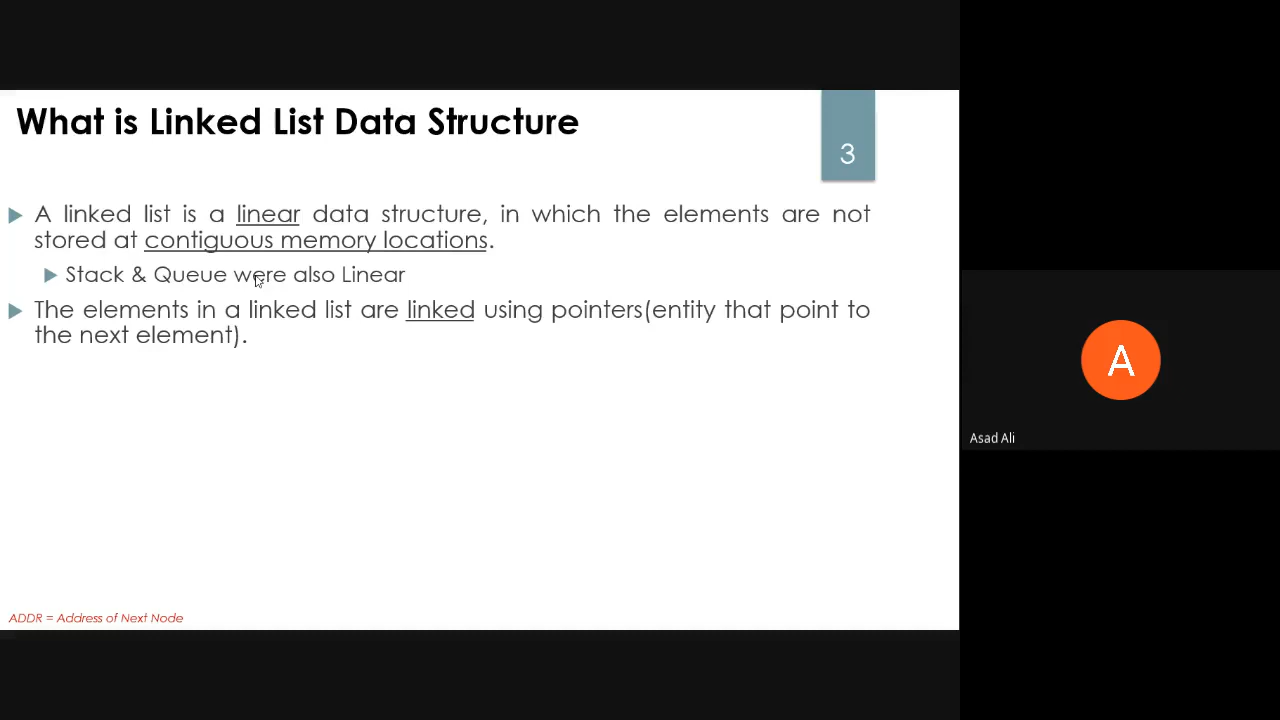 What is Linked List Data Structure
3
A linked list is a linear data structure, in which the elements are not
stored at contiguous memory locations.
Stack & Queue were also Linear
The elements in a linked list are linked using pointers(entity that point to
the next element).
ADDR = Address of Next Node
A
Asad Ali